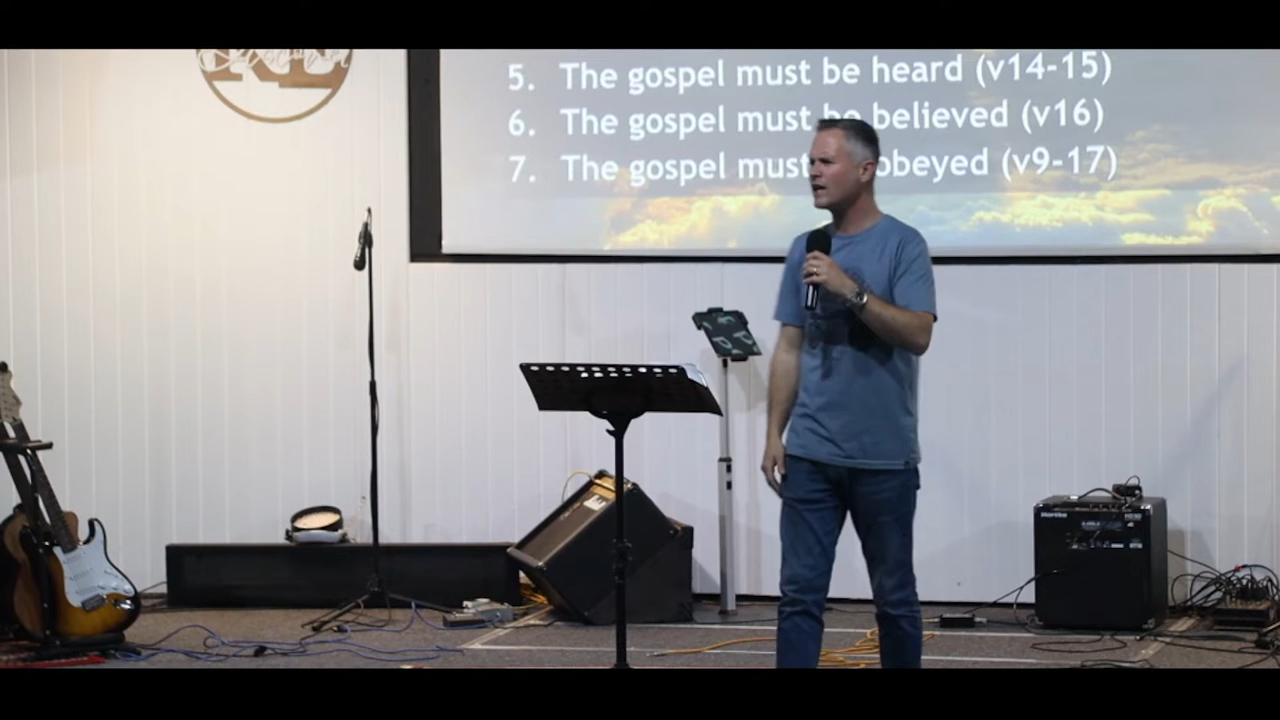 5. The gospel must be heard (v14-15)
6. The gospel must be believed (v16)
7. The gospel must obeyed (v9-17)
Hartke